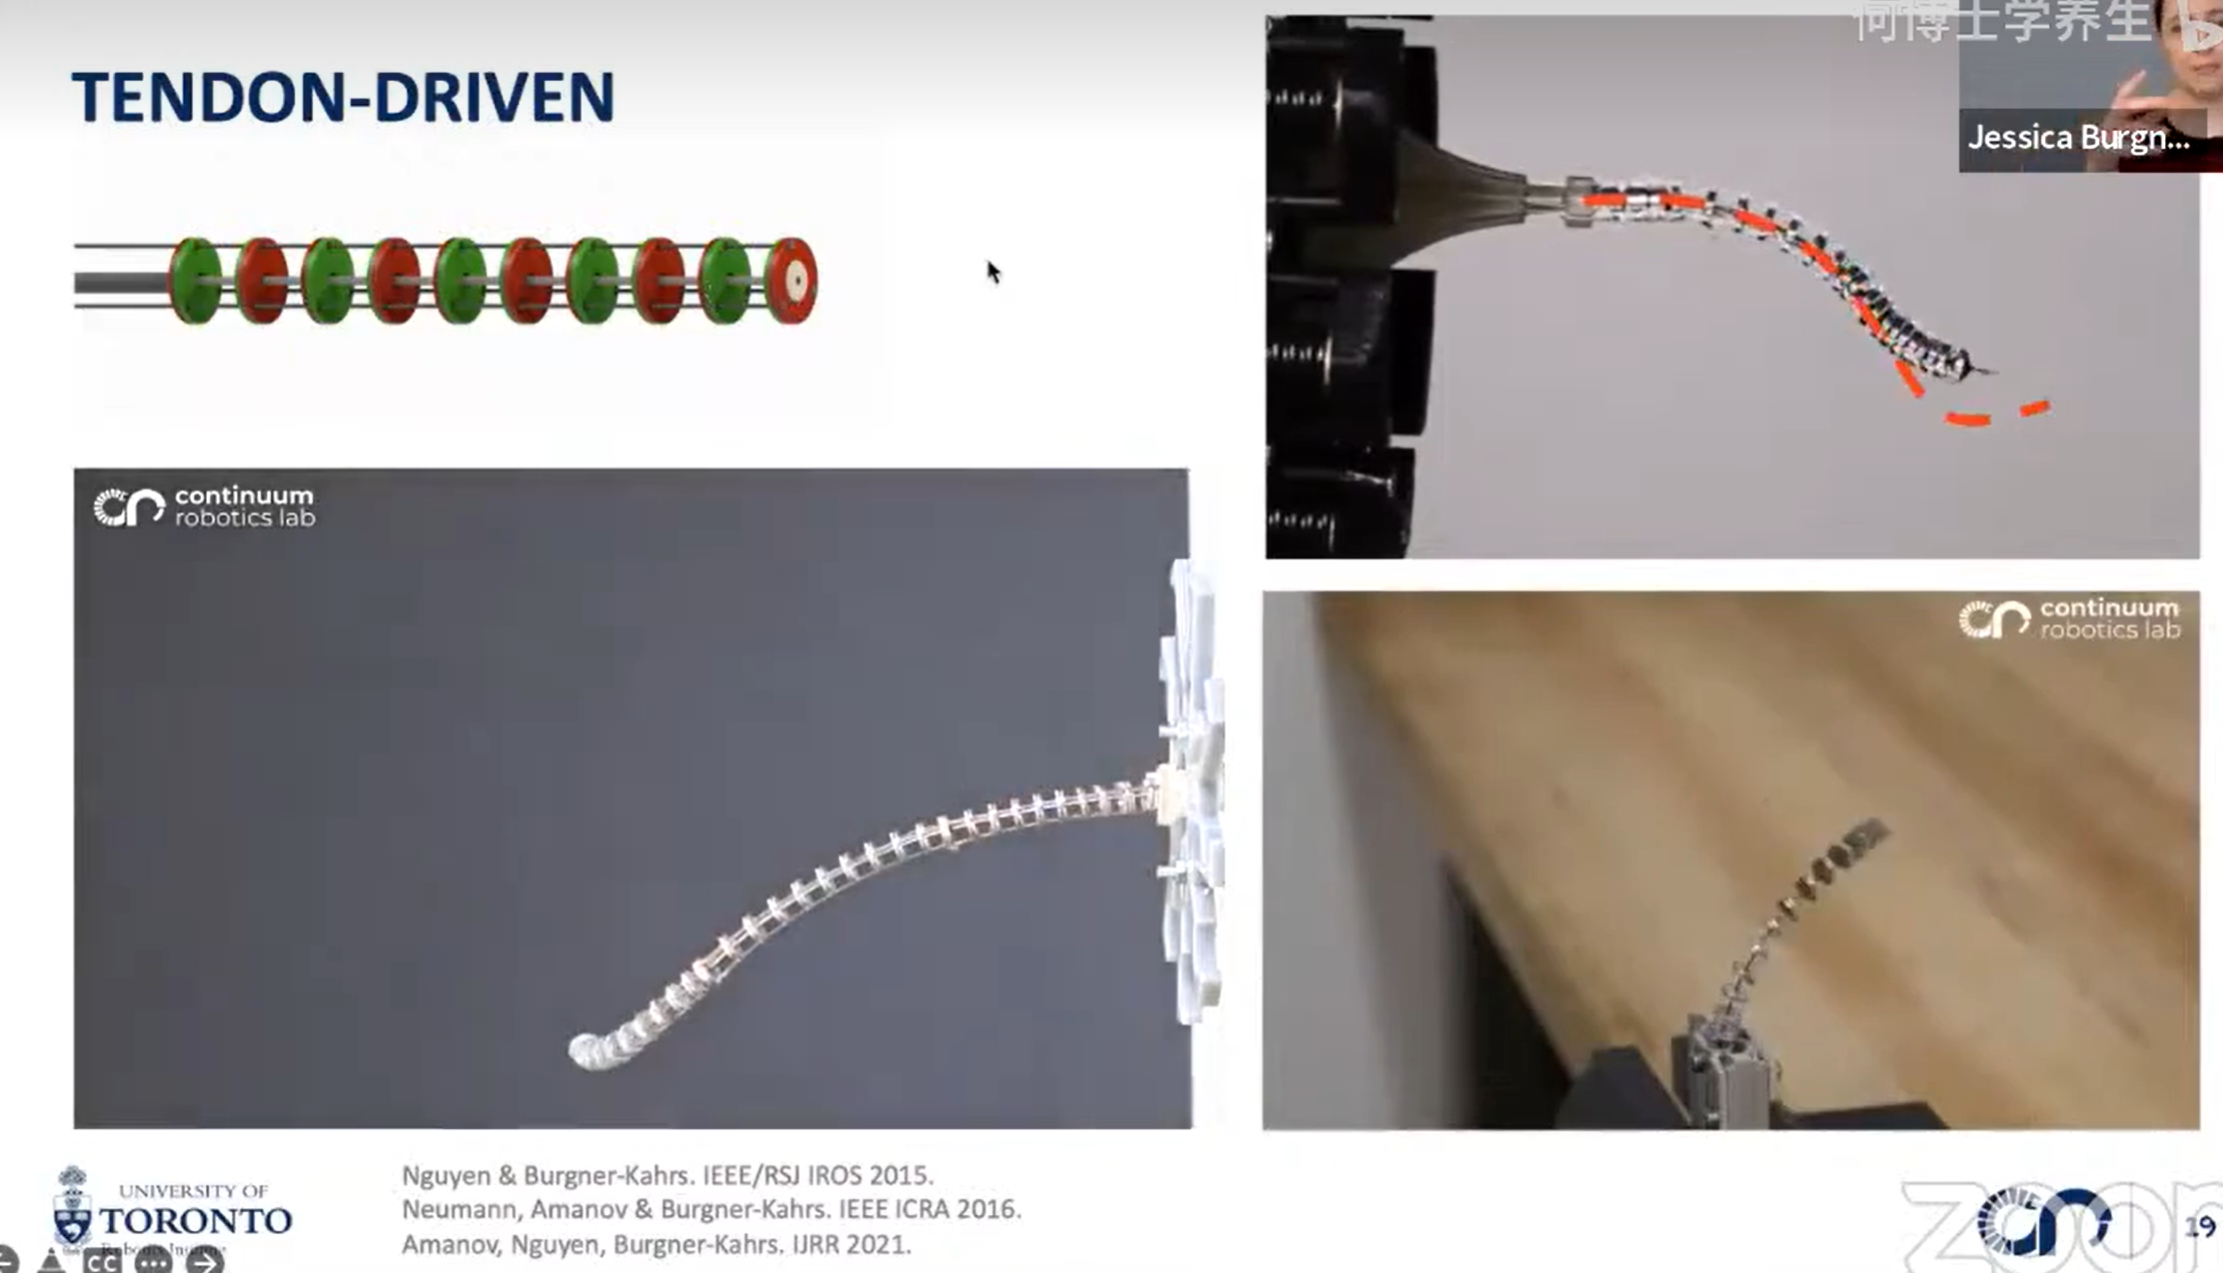 TENDON-DRIVEN
何博士学养生
Jessica Burgn...
continuum
robotics lab
continuum
robotics lab
UNIVERSITY OF
TORONTO
Nguyen & Burgner-Kahrs. IEEE/RSJ IROS 2015.
Neumann, Amanov & Burgner-Kahrs. IEEE ICRA 2016.
Amanov, Nguyen, Burgner-Kahrs. IJRR 2021.
CC
zoom
19